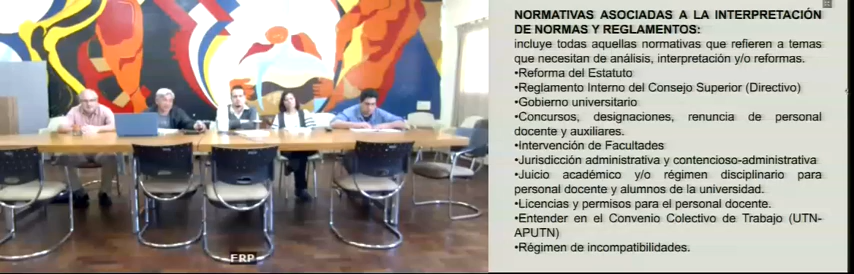 NORMATIVAS ASOCIADAS A LA INTERPRETACIÓN
DE NORMAS Y REGLAMENTOS:
incluye todas aquellas normativas que refieren a temas
que necesitan de análisis, interpretación y/o reformas.
•Reforma del Estatuto
•Reglamento Interno del Consejo Superior (Directivo)
•Gobierno universitario
•Concursos, designaciones, renuncia de personal
docente y auxiliares.
•Intervención de Facultades
•Jurisdicción administrativa y contencioso-administrativa
•Juicio académico y/o régimen disciplinario para
personal docente y alumnos de la universidad.
•Licencias y permisos para el personal docente.
•Entender en el Convenio Colectivo de Trabajo (UTN-
APUTN)
•Régimen de incompatibilidades.
FRP